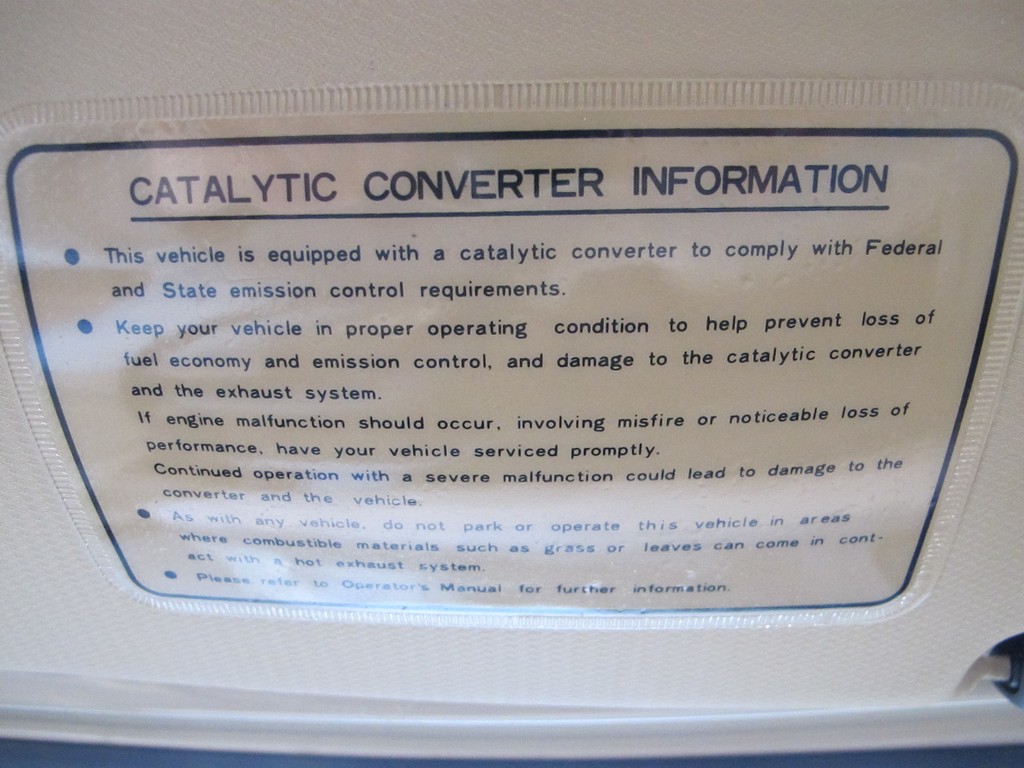 CATALYTIC CONVERTER INFORMATION
● This vehicle is equipped with a catalytic converter to comply with Federal
and State emission control requirements.
● Keep your vehicle in proper operating condition to help prevent loss of
fuel economy and emission control, and damage to the catalytic converter
and the exhaust system.
If engine malfunction should occur, involving misfire or noticeable loss of
performance, have your vehicle serviced promptly.
Continued operation with a severe malfunction could lead to damage to the
converter and the vehicle.
● As with any vehicle, do not park or operate this vehicle in areas
where combustible materials such as grass or leaves can come in cont-
act with a hot exhaust system.
● Please refer to Operator's Manual for further information.